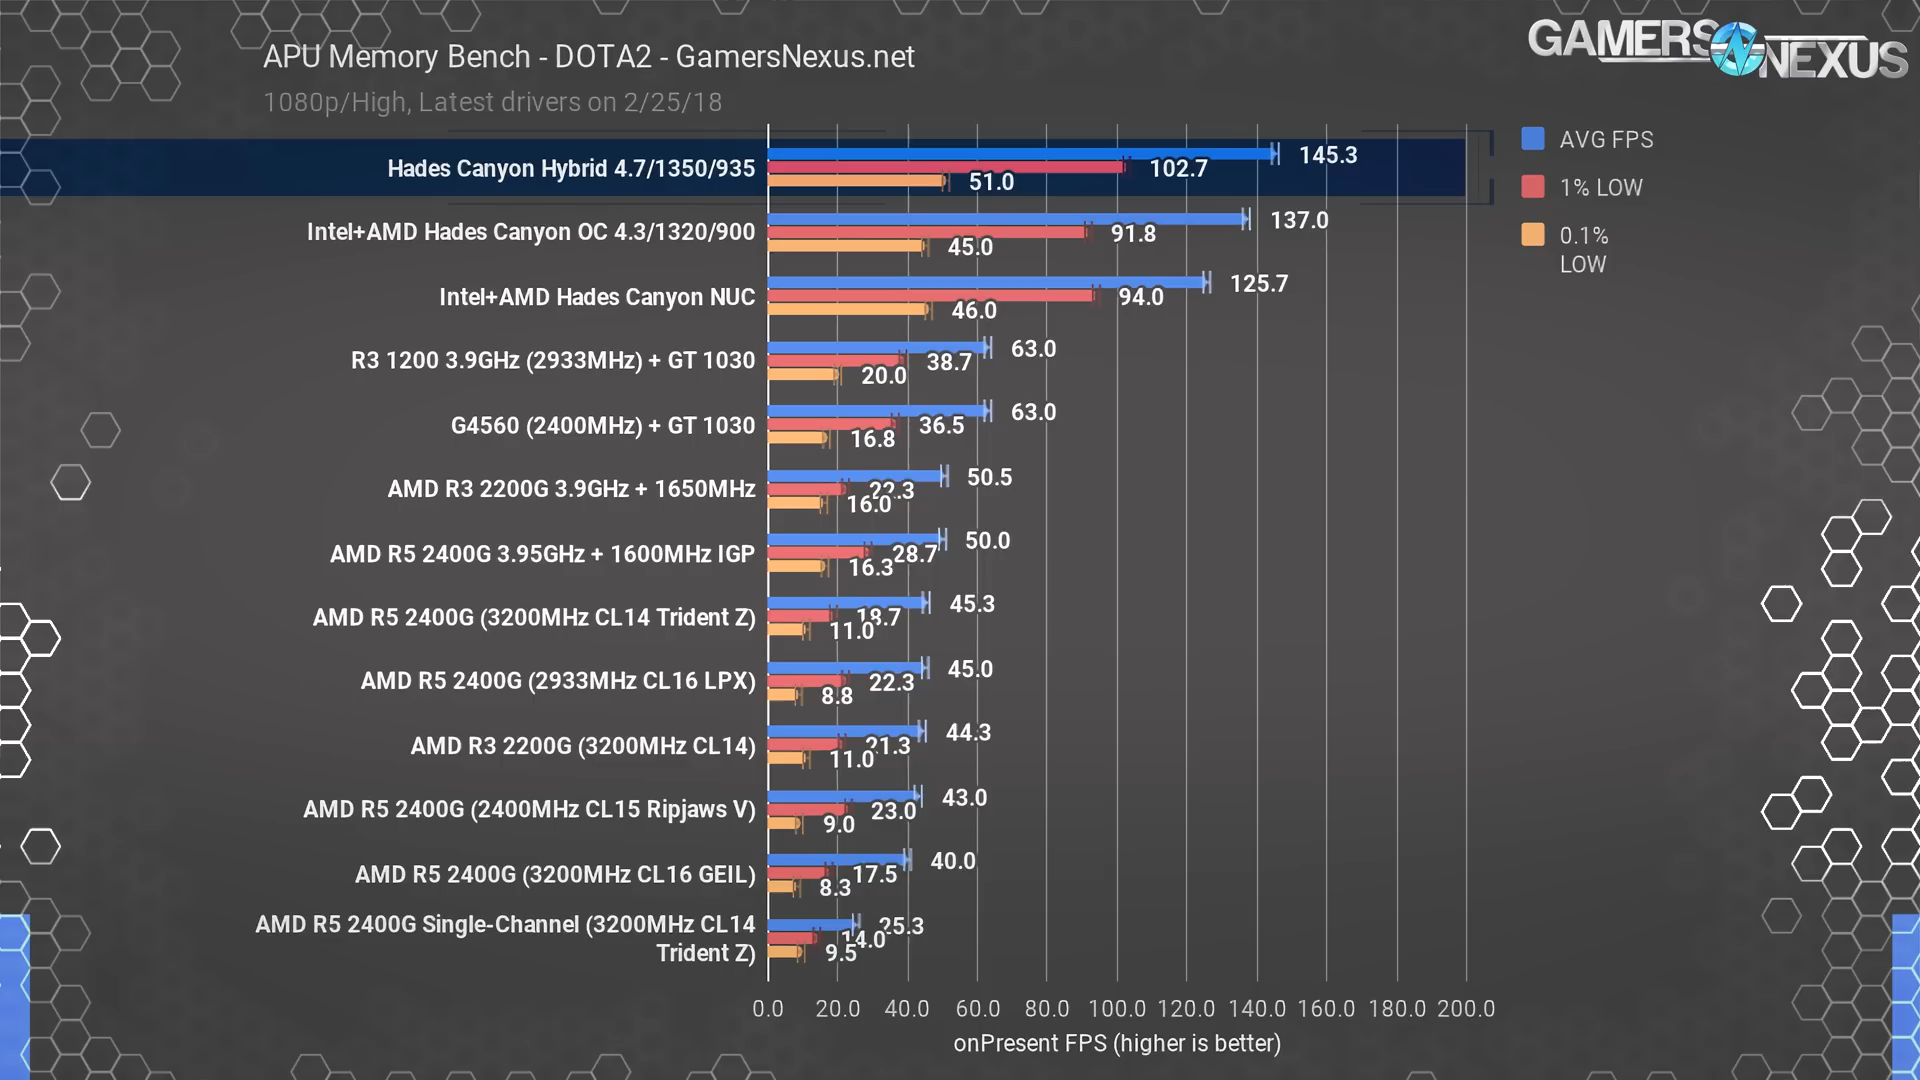 APU Memory Bench - DOTA2 - GamersNexus.net
1080p/High, Latest drivers on 2/25/18
GAMERS NEXUS
AVG FPS
1% LOW
0.1%
LOW
Hades Canyon Hybrid 4.7/1350/935
145.3
102.7
51.0
Intel+AMD Hades Canyon OC 4.3/1320/900
137.0
91.8
45.0
Intel+AMD Hades Canyon NUC
125.7
94.0
46.0
R3 1200 3.9GHz (2933MHz) + GT 1030
63.0
38.7
20.0
G4560 (2400MHz) + GT 1030
63.0
36.5
16.8
AMD R3 2200G 3.9GHz + 1650MHz
50.5
22.3
16.0
AMD R5 2400G 3.95GHz + 1600MHz IGP
50.0
28.7
16.3
AMD R5 2400G (3200MHz CL14 Trident Z)
45.3
18.7
11.0
AMD R5 2400G (2933MHz CL16 LPX)
45.0
22.3
8.8
AMD R3 2200G (3200MHz CL14)
44.3
21.3
11.0
AMD R5 2400G (2400MHz CL15 Ripjaws V)
43.0
23.0
9.0
AMD R5 2400G (3200MHz CL16 GEIL)
40.0
17.5
8.3
AMD R5 2400G Single-Channel (3200MHz CL14
Trident Z)
25.3
14.0
9.5
0.0 20.0 40.0 60.0 80.0 100.0 120.0 140.0 160.0 180.0 200.0
onPresent FPS (higher is better)